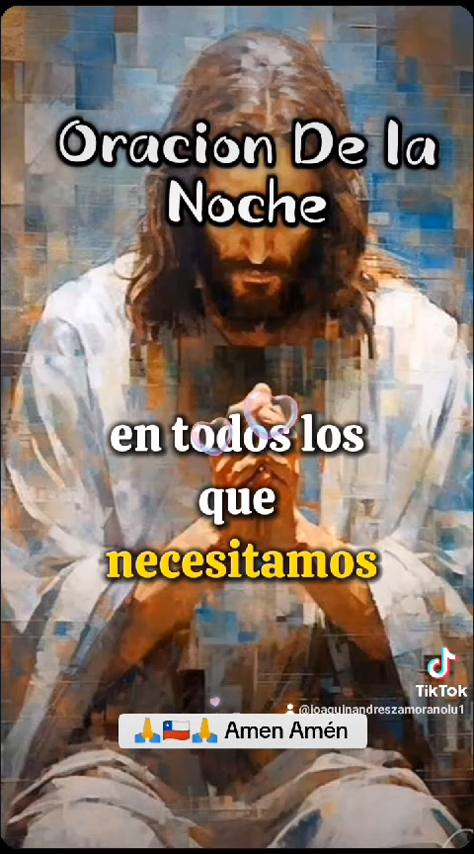 Oracion De la
Noche
en todos los
que
necesitamos
TikTok
@joaquinandreszamoranolu1
🙏🇨🇱🙏 Amen Amén